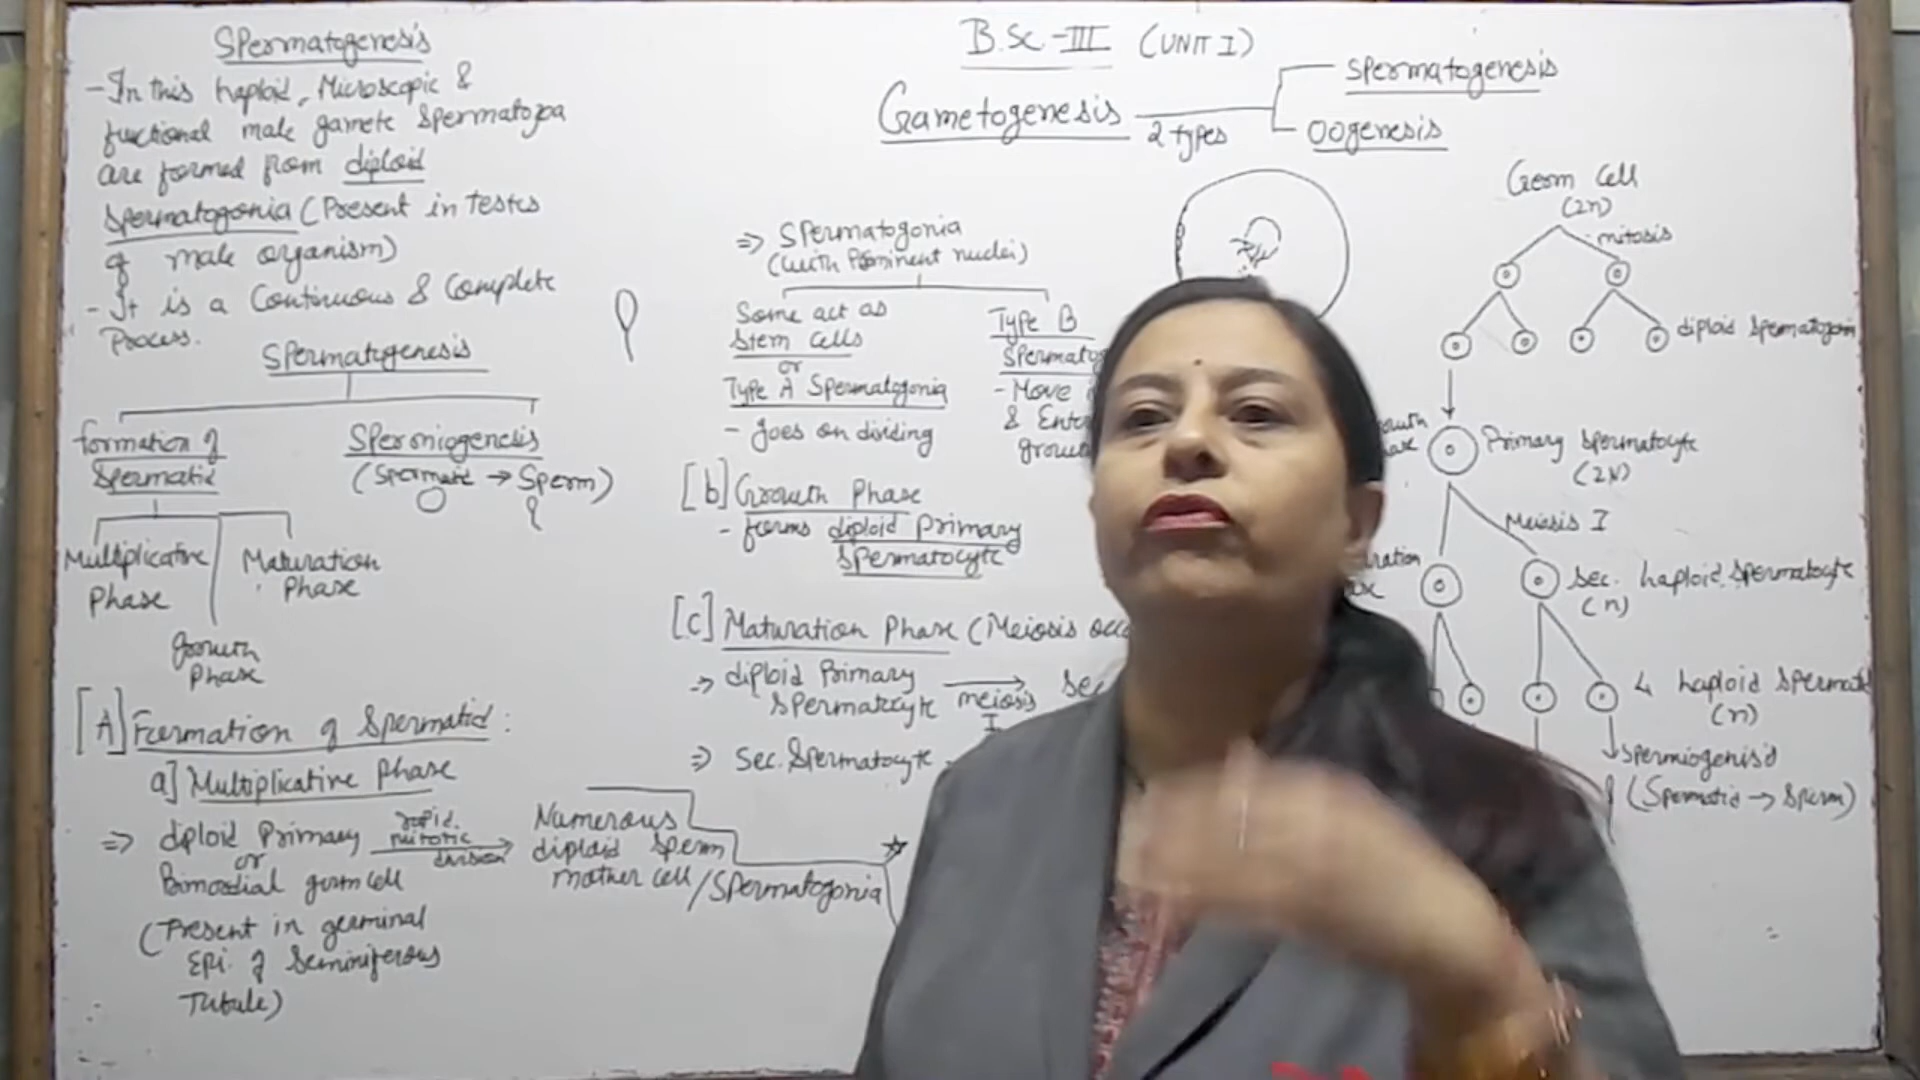 Spermatogenesis
- In this haploid, Microscopic &
functional male gamete Spermatozoa
are formed from diploid
Spermatogonia (Present in testes
of male organism)
- It is a Continuous & Complete
Process.
Spermatogenesis
formation of
Spermatid
Spermiogenesis
(Spermatid → Sperm)
Multiplicative
Phase
Maturation
Phase
Growth
Phase
[A] Formation of Spermatid:
a] Multiplicative Phase
⇒ diploid Primary
or
Primordial germ cell
(Present in germinal
Epi. of Seminiferous
Tubule)
rapid
mitotic
division
Numerous
diploid Sperm
mother cell /Spermatogonia
B.Sc.-III (UNIT I)
Gametogenesis
2 types
Spermatogenesis
Oogenesis
⇒ Spermatogonia
(with Prominent nuclei)
Some act as
Stem Cells
or
Type A Spermatogonia
- goes on dividing
Type B
- Move
&
[b] Growth Phase
- forms diploid Primary
Spermatocyte
[c] Maturation Phase (Meiosis
→ diploid Primary
Spermatocyte
meiosis
I
⇒ Sec. Spermatocyte
Germ Cell
(2n)
mitosis
diploid
Primary Spermatocyte
(2N)
Meiosis I
Sec. haploid Spermatocyte
(n)
4 haploid
(n)
(Spermatid → Sperm)